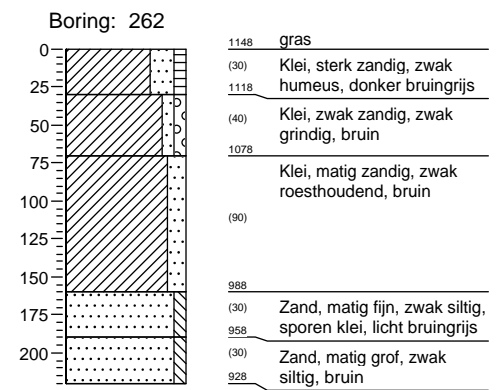 Boring: 262
0
25
50
75
100
125
150
175
200
1148 gras
(30) Klei, sterk zandig, zwak
humeus, donker bruingrijs
1118
(40) Klei, zwak zandig, zwak
grindig, bruin
1078
Klei, matig zandig, zwak
roesthoudend, bruin
(90)
988
(30) Zand, matig fijn, zwak siltig,
958 sporen klei, licht bruingrijs
(30) Zand, matig grof, zwak
928 siltig, bruin